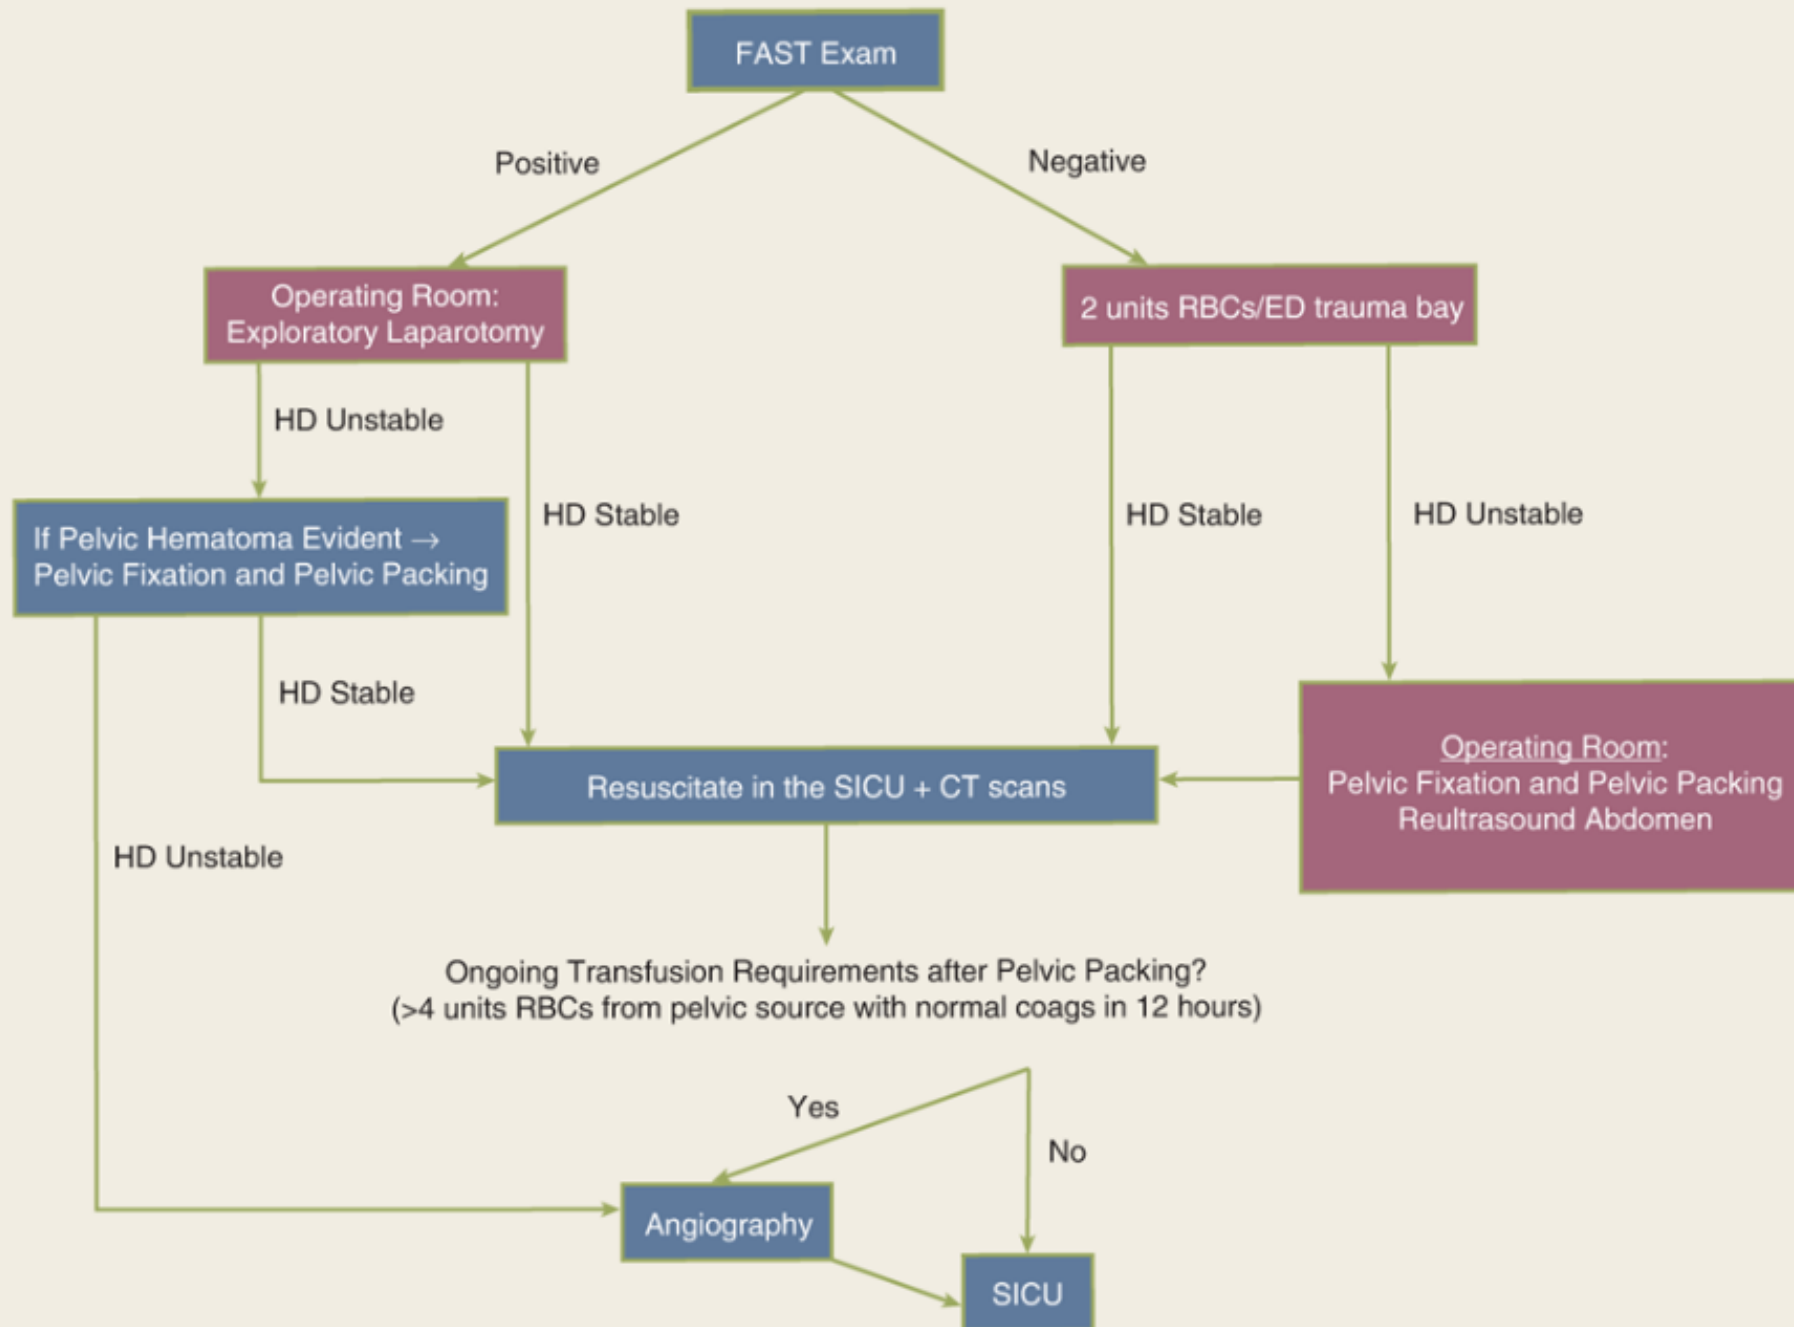 FAST Exam
Positive
Negative
Operating Room:
Exploratory Laparotomy
2 units RBCs/ED trauma bay
HD Unstable
HD Stable
HD Stable
HD Unstable
If Pelvic Hematoma Evident →
Pelvic Fixation and Pelvic Packing
HD Stable
Operating Room:
Pelvic Fixation and Pelvic Packing
Reultrasound Abdomen
Resuscitate in the SICU + CT scans
HD Unstable
Ongoing Transfusion Requirements after Pelvic Packing?
(>4 units RBCs from pelvic source with normal coags in 12 hours)
Yes
No
Angiography
SICU